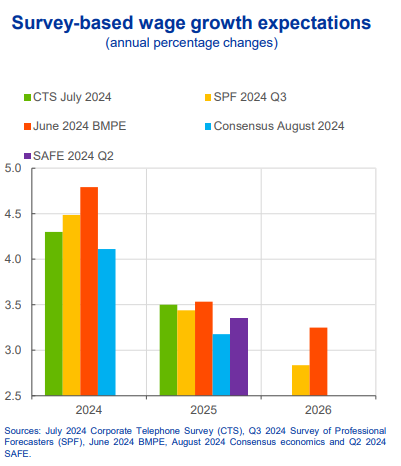 Survey-based wage growth expectations
(annual percentage changes)
CTS July 2024
SPF 2024 Q3
June 2024 BMPE
Consensus August 2024
SAFE 2024 Q2
5.0
4.5
4.0
3.5
3.0
2.5
2024
2025
2026
Sources: July 2024 Corporate Telephone Survey (CTS), Q3 2024 Survey of Professional
Forecasters (SPF), June 2024 BMPE, August 2024 Consensus economics and Q2 2024
SAFE.